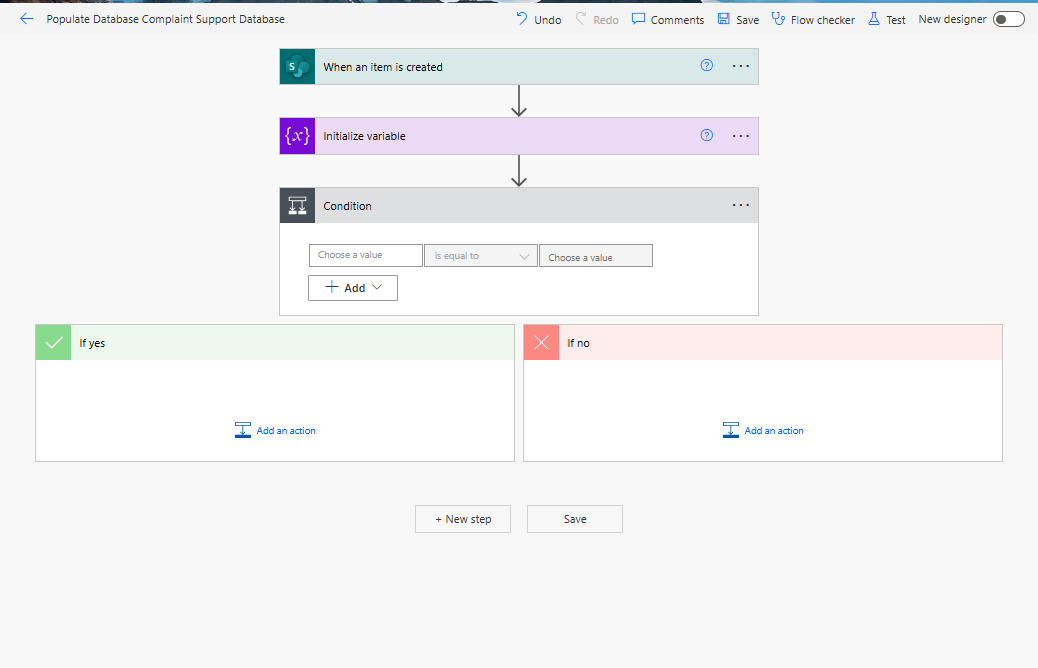 Populate Database Complaint Support Database
Undo Redo Comments Save Flow checker Test New designer
S When an item is created ? ...
{x} Initialize variable ? ...
Condition ...
Choose a value is equal to Choose a value
+ Add
If yes
If no
Add an action
Add an action
+ New step
Save